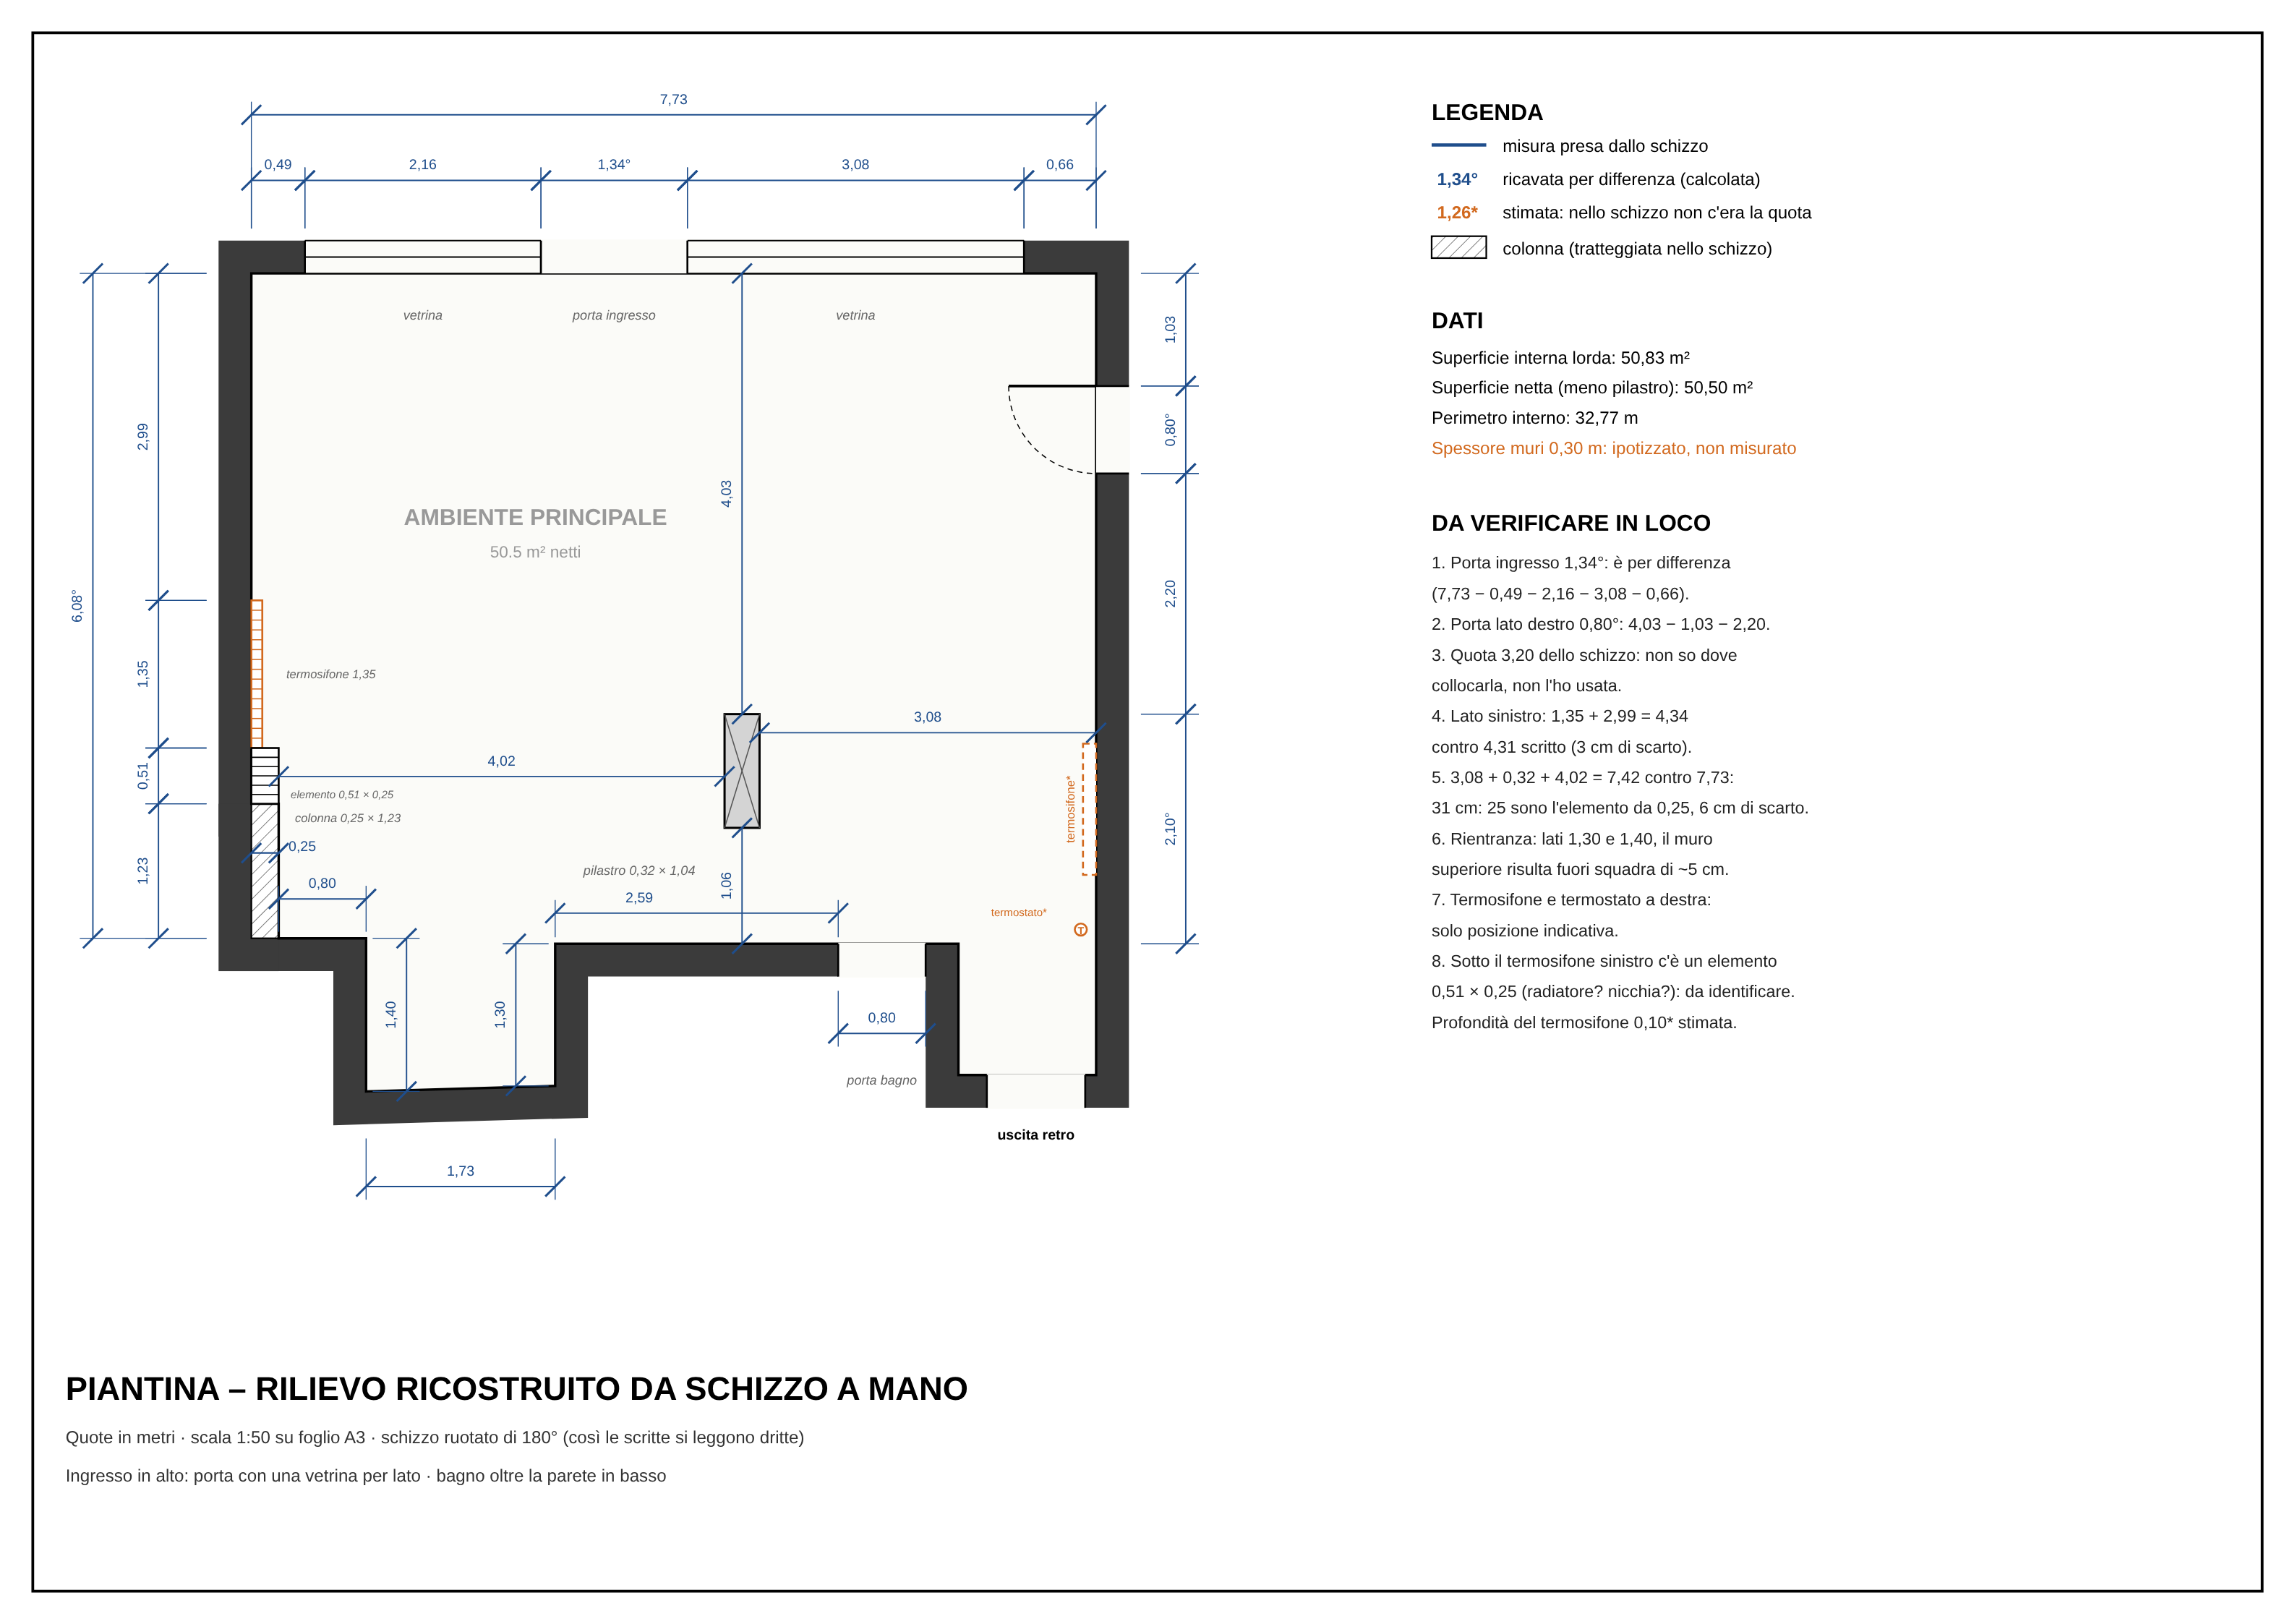 7,73
0,49
2,16
1,34°
3,08
0,66
vetrina
porta ingresso
vetrina
1,03
0,80°
2,99
4,03
AMBIENTE PRINCIPALE
50.5 m² netti
6,08°
2,20
1,35
termosifone 1,35
3,08
4,02
0,51
elemento 0,51 × 0,25
colonna 0,25 × 1,23
termosifone*
2,10°
0,25
1,23
0,80
pilastro 0,32 × 1,04
2,59
1,06
termostato*
T
1,40
1,30
0,80
porta bagno
uscita retro
1,73
LEGENDA
misura presa dallo schizzo
1,34° ricavata per differenza (calcolata)
1,26* stimata: nello schizzo non c'era la quota
colonna (tratteggiata nello schizzo)
DATI
Superficie interna lorda: 50,83 m²
Superficie netta (meno pilastro): 50,50 m²
Perimetro interno: 32,77 m
Spessore muri 0,30 m: ipotizzato, non misurato
DA VERIFICARE IN LOCO
1. Porta ingresso 1,34°: è per differenza
(7,73 − 0,49 − 2,16 − 3,08 − 0,66).
2. Porta lato destro 0,80°: 4,03 − 1,03 − 2,20.
3. Quota 3,20 dello schizzo: non so dove
collocarla, non l'ho usata.
4. Lato sinistro: 1,35 + 2,99 = 4,34
contro 4,31 scritto (3 cm di scarto).
5. 3,08 + 0,32 + 4,02 = 7,42 contro 7,73:
31 cm: 25 sono l'elemento da 0,25, 6 cm di scarto.
6. Rientranza: lati 1,30 e 1,40, il muro
superiore risulta fuori squadra di ~5 cm.
7. Termosifone e termostato a destra:
solo posizione indicativa.
8. Sotto il termosifone sinistro c'è un elemento
0,51 × 0,25 (radiatore? nicchia?): da identificare.
Profondità del termosifone 0,10* stimata.
PIANTINA – RILIEVO RICOSTRUITO DA SCHIZZO A MANO
Quote in metri · scala 1:50 su foglio A3 · schizzo ruotato di 180° (così le scritte si leggono dritte)
Ingresso in alto: porta con una vetrina per lato · bagno oltre la parete in basso